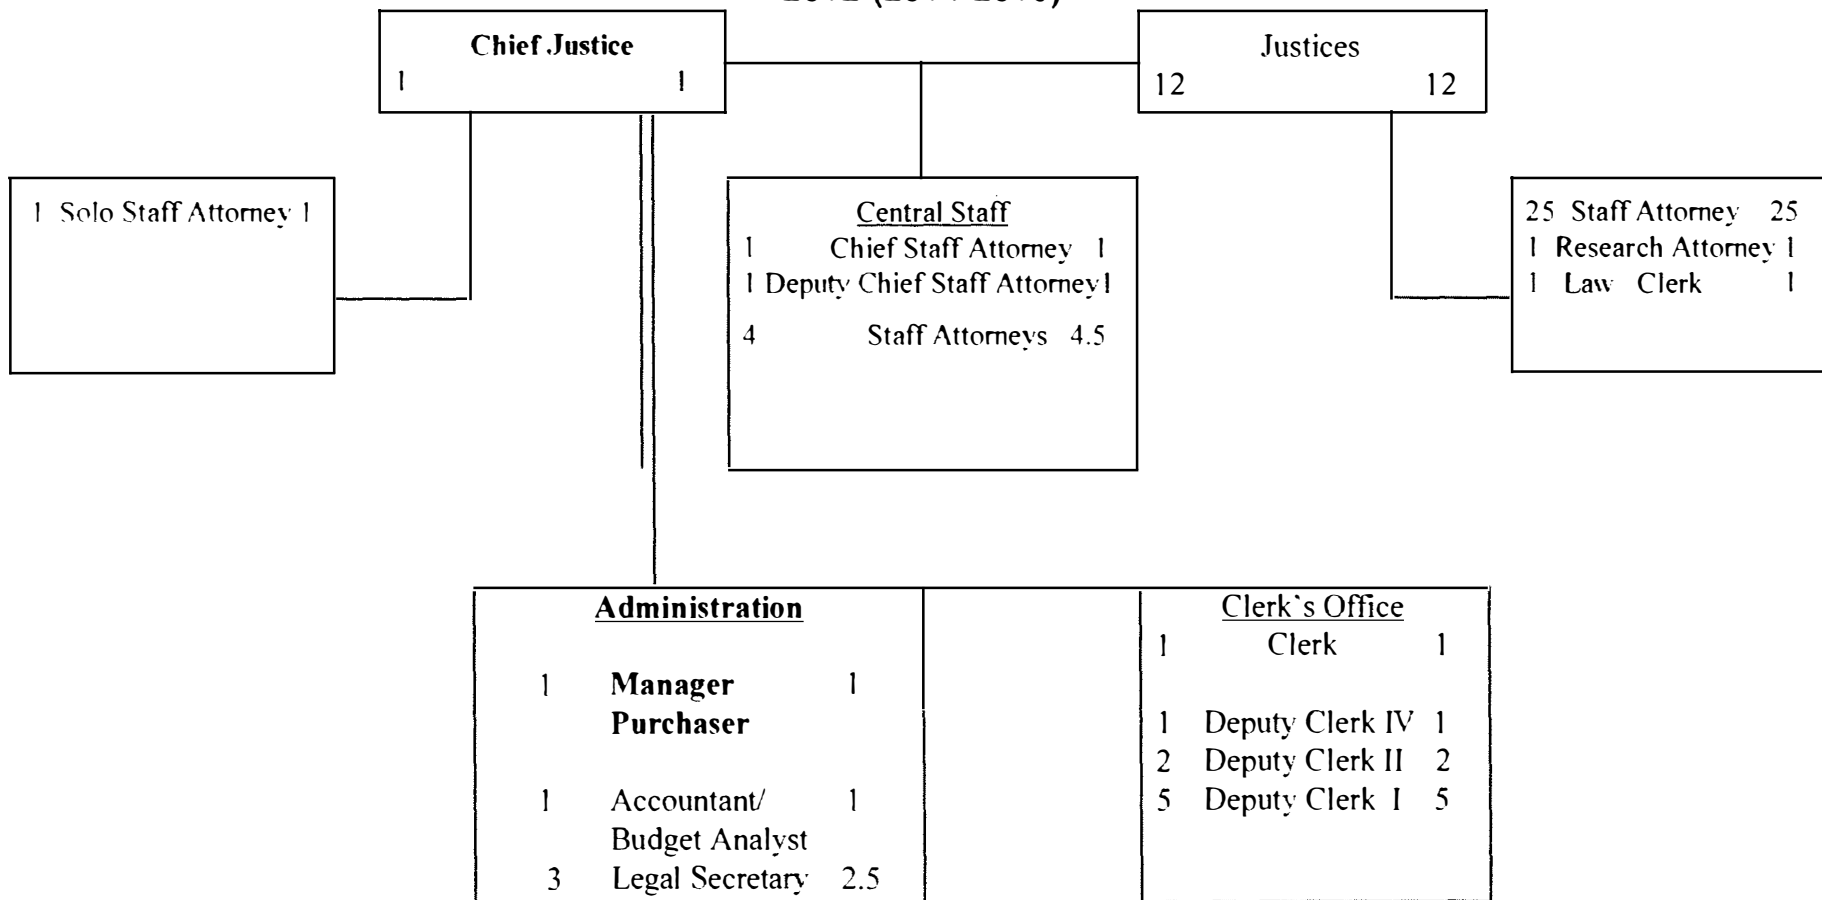 Chief Justice
1 1
Justices
12 12
1 Solo Staff Attorney 1
Central Staff
1 Chief Staff Attorney 1
1 Deputy Chief Staff Attorney 1
4 Staff Attorneys 4.5
25 Staff Attorney 25
1 Research Attorney 1
1 Law Clerk 1
Administration
1 Manager 1
Purchaser
1 Accountant/ 1
Budget Analyst
3 Legal Secretary 2.5
Clerk's Office
1 Clerk 1
1 Deputy Clerk IV 1
2 Deputy Clerk II 2
5 Deputy Clerk I 5